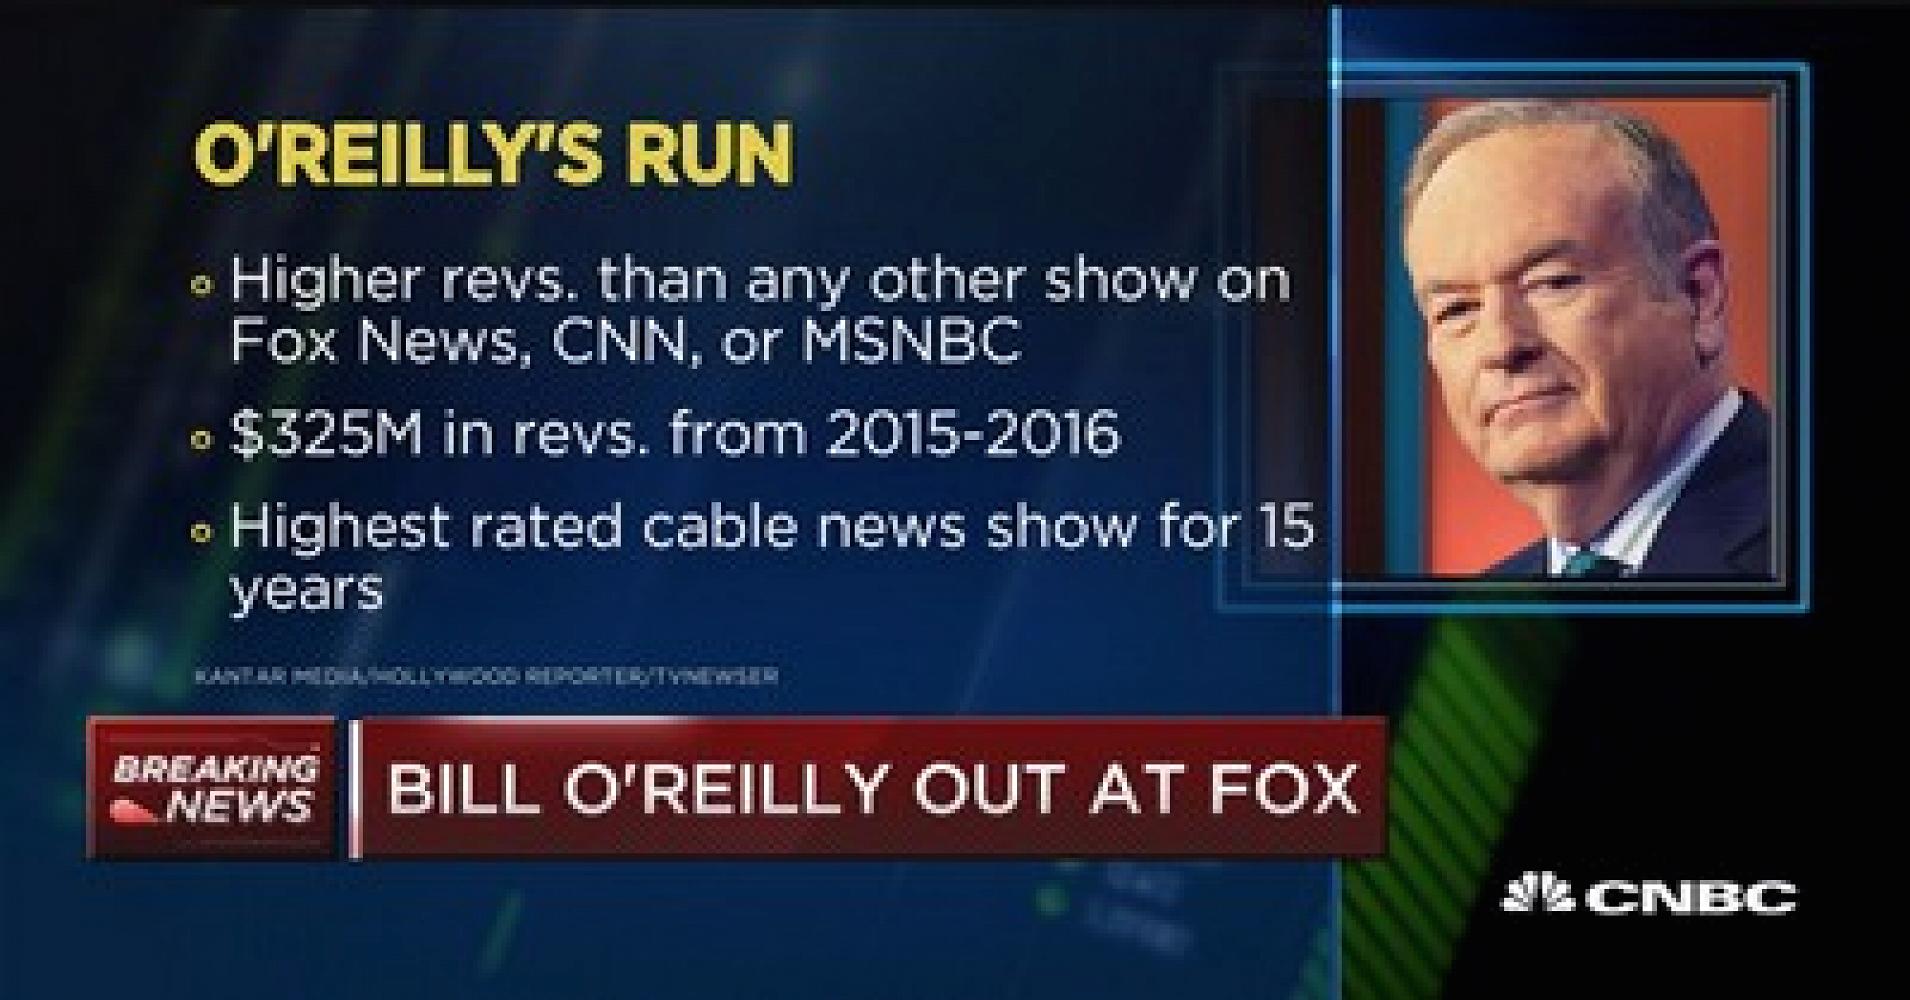 O'REILLY'S RUN
Higher revs. than any other show on
Fox News, CNN, or MSNBC
$325M in revs. from 2015-2016
Highest rated cable news show for 15
years
KANTAR MEDIA/HOLLYWOOD REPORTER/TVNEWSER
BREAKING
NEWS
BILL O'REILLY OUT AT FOX
CNBC